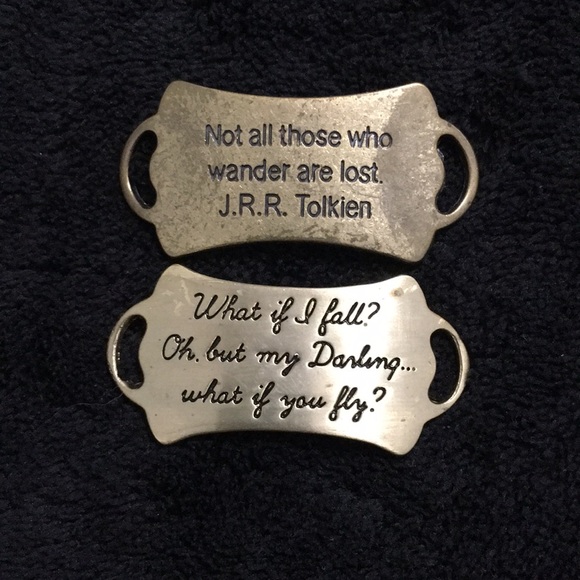 Not all those who
wander are lost.
J.R.R. Tolkien
What if I fall?
Oh, but my Darling...
what if you fly?